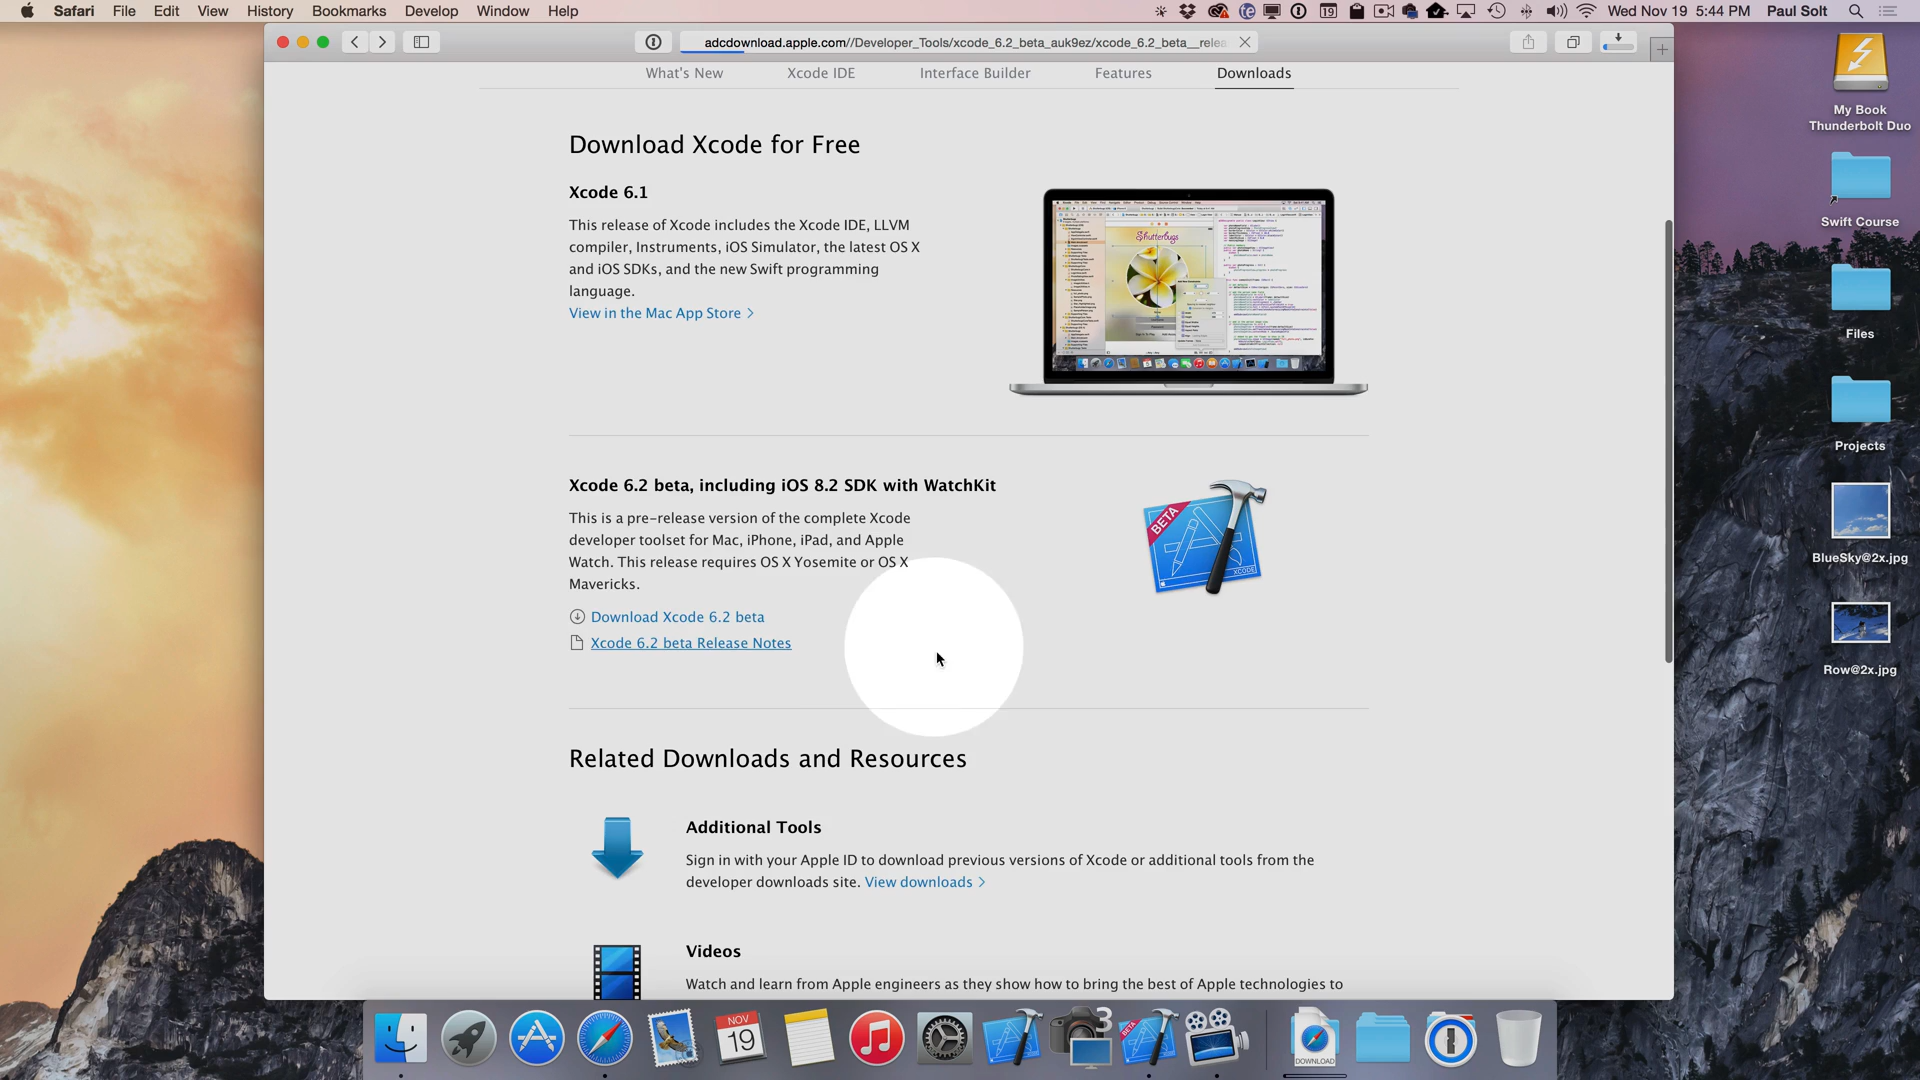 Safari File Edit View History Bookmarks Develop Window Help
19
Wed Nov 19 5:44 PM Paul Solt
adcdownload.apple.com//Developer_Tools/xcode_6.2_beta_auk9ez/xcode_6.2_beta__relea
What's New Xcode IDE Interface Builder Features Downloads
Download Xcode for Free
Xcode 6.1
This release of Xcode includes the Xcode IDE, LLVM
compiler, Instruments, iOS Simulator, the latest OS X
and iOS SDKs, and the new Swift programming
language.
View in the Mac App Store >
Shutterbugs
Xcode 6.2 beta, including iOS 8.2 SDK with WatchKit
This is a pre-release version of the complete Xcode
developer toolset for Mac, iPhone, iPad, and Apple
Watch. This release requires OS X Yosemite or OS X
Mavericks.
Download Xcode 6.2 beta
Xcode 6.2 beta Release Notes
BETA
XCODE
Related Downloads and Resources
Additional Tools
Sign in with your Apple ID to download previous versions of Xcode or additional tools from the
developer downloads site. View downloads >
Videos
Watch and learn from Apple engineers as they show how to bring the best of Apple technologies to
My Book
Thunderbolt Duo
Swift Course
Files
Projects
BlueSky@2x.jpg
Row@2x.jpg
NOV
19
3
BETA
DOWNLOAD